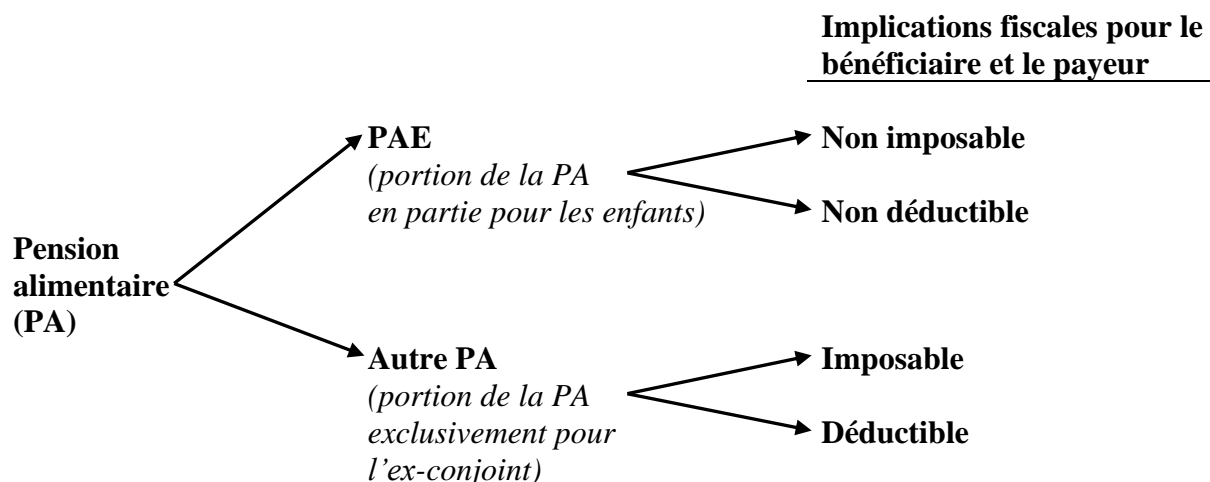 Implications fiscales pour le
bénéficiaire et le payeur
PAE
(portion de la PA
en partie pour les enfants)
Non imposable
Non déductible
Pension
alimentaire
(PA)
Autre PA
(portion de la PA
exclusivement pour
l'ex-conjoint)
Imposable
Déductible